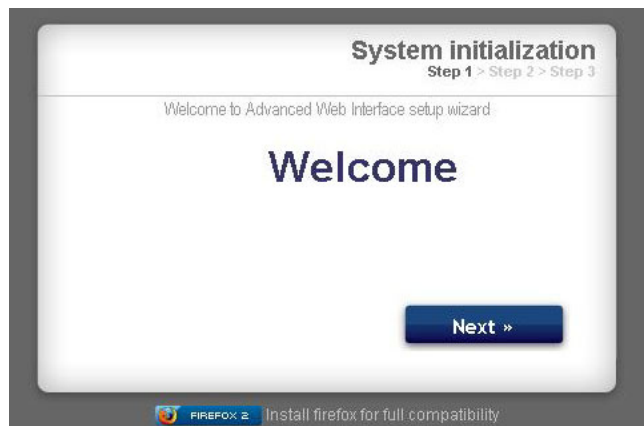 System initialization
Step 1 > Step 2 > Step 3
Welcome to Advanced Web Interface setup wizard
Welcome
Next »
FIREFOX 2 Install firefox for full compatibility